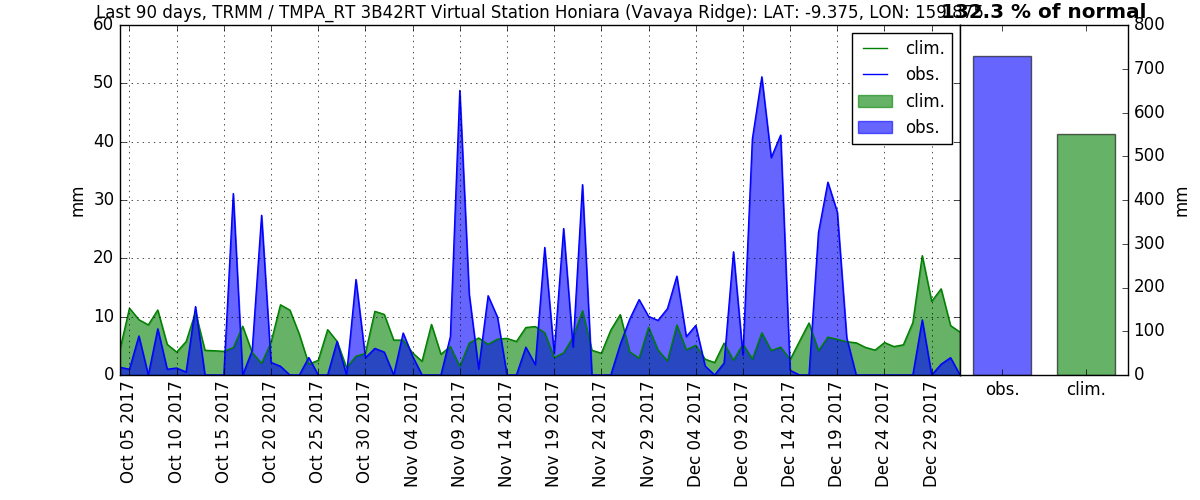 Last 90 days, TRMM / TMPA_RT 3B42RT Virtual Station Honiara (Vavaya Ridge): LAT: -9.375, LON: 159.875
132.3 % of normal
60
50
40
30
20
10
0
mm
clim.
obs.
clim.
obs.
800
700
600
500
400
300
200
100
0
mm
obs.
clim.
Oct 05 2017
Oct 10 2017
Oct 15 2017
Oct 20 2017
Oct 25 2017
Oct 30 2017
Nov 04 2017
Nov 09 2017
Nov 14 2017
Nov 19 2017
Nov 24 2017
Nov 29 2017
Dec 04 2017
Dec 09 2017
Dec 14 2017
Dec 19 2017
Dec 24 2017
Dec 29 2017